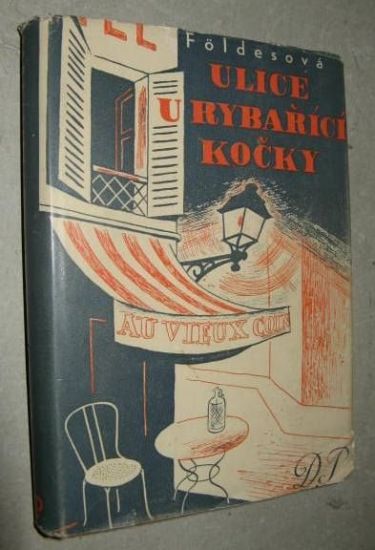 Földesová
ULICE
U RYBAŘÍCÍ
KOČKY
AU VIEUX COIN